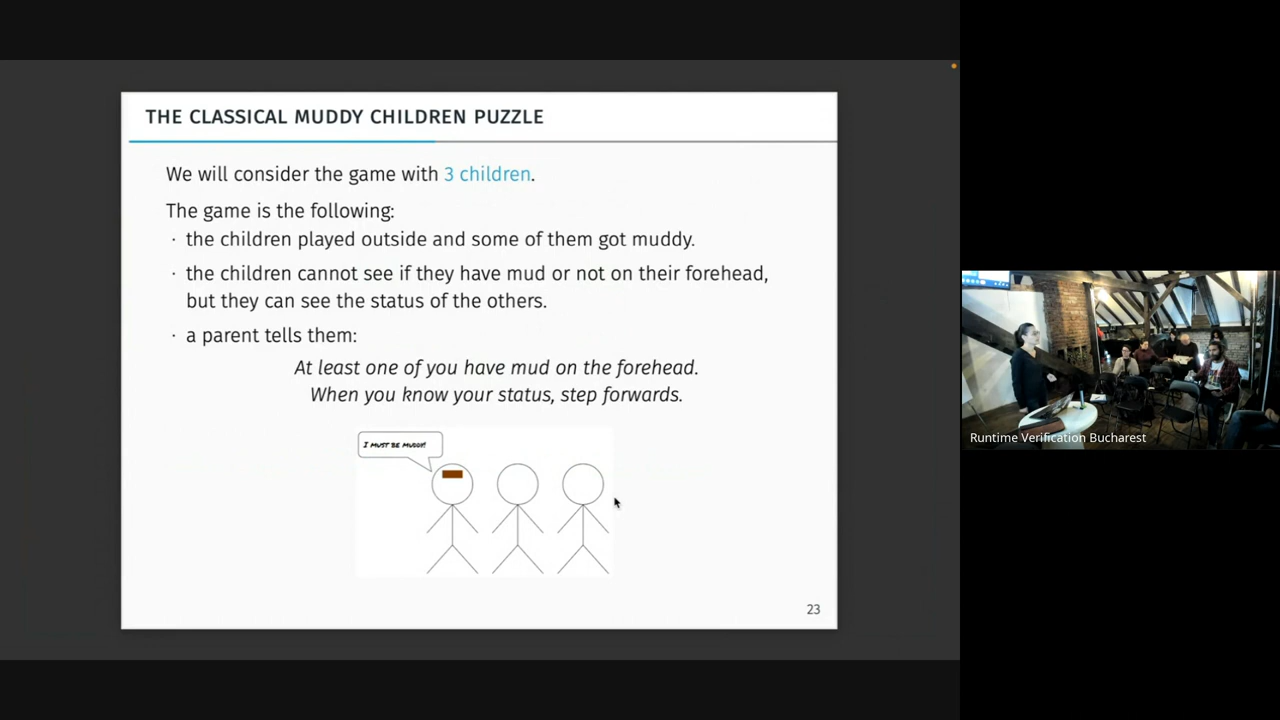 THE CLASSICAL MUDDY CHILDREN PUZZLE
We will consider the game with 3 children.
The game is the following:
· the children played outside and some of them got muddy.
· the children cannot see if they have mud or not on their forehead,
but they can see the status of the others.
· a parent tells them:
At least one of you have mud on the forehead.
When you know your status, step forwards.
I MUST BE MUDDY!
23
Runtime Verification Bucharest